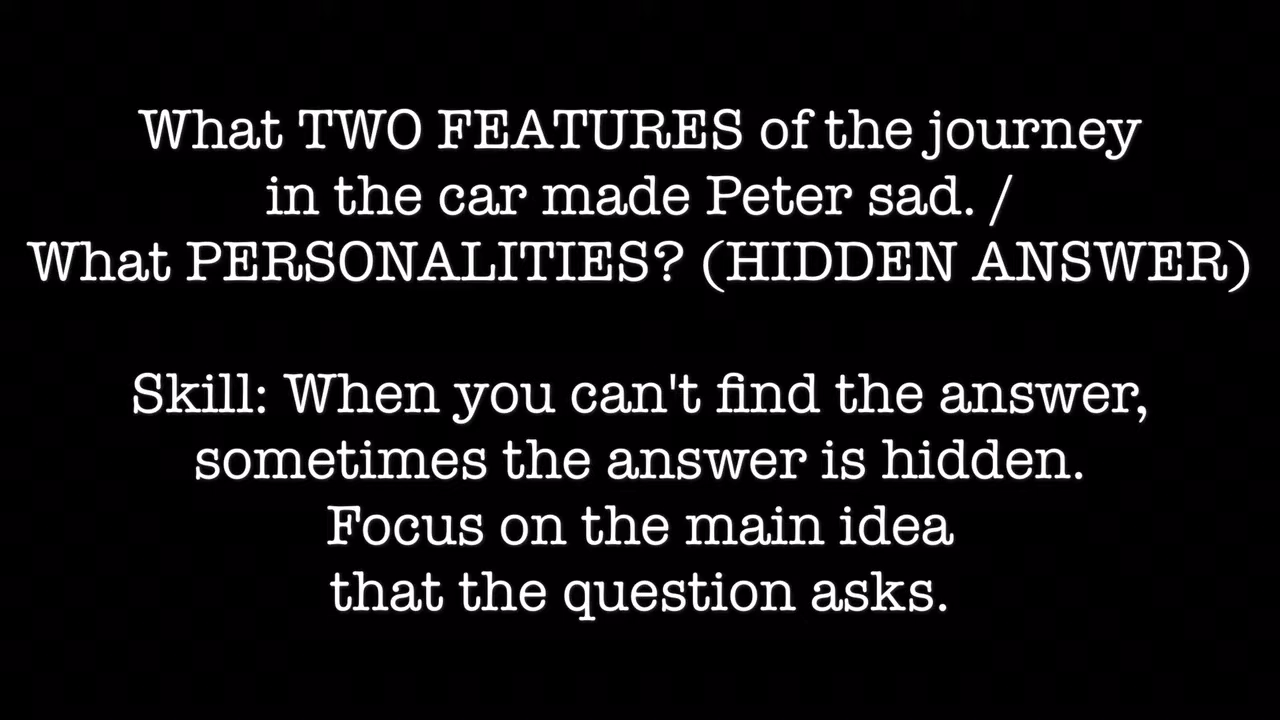 What TWO FEATURES of the journey
in the car made Peter sad. /
What PERSONALITIES? (HIDDEN ANSWER)
Skill: When you can't find the answer,
sometimes the answer is hidden.
Focus on the main idea
that the question asks.